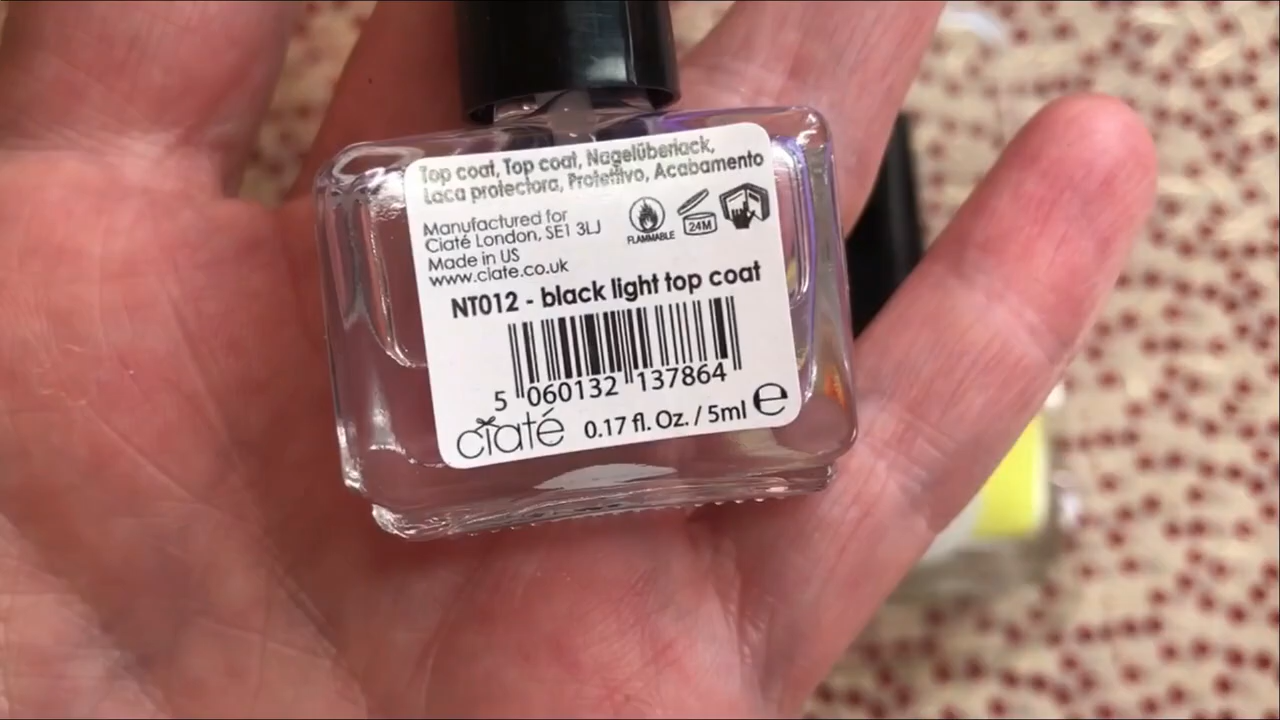 Top coat, Top coat, Nagelüberlack,
Laca protectora, Protettivo, Acabamento
Manufactured for
Ciaté London, SE1 3LJ
Made in US
www.ciate.co.uk
FLAMMABLE
24M
NT012 - black light top coat
5 060132 137864
ciaté 0.17 fl. Oz. / 5ml e